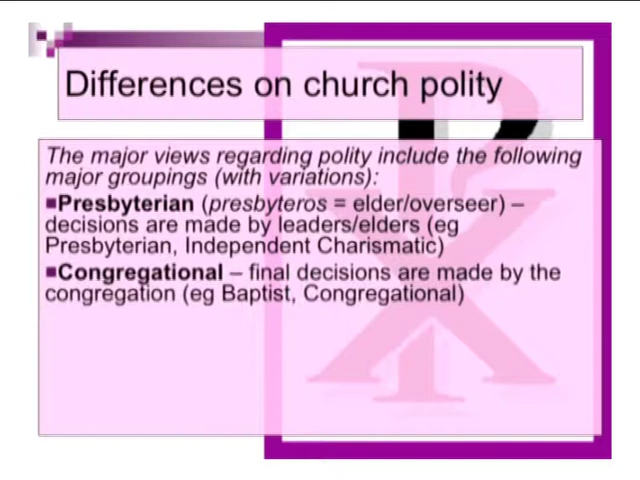 Differences on church polity
The major views regarding polity include the following
major groupings (with variations):
■Presbyterian (presbyteros = elder/overseer) –
decisions are made by leaders/elders (eg
Presbyterian, Independent Charismatic)
■Congregational – final decisions are made by the
congregation (eg Baptist, Congregational)